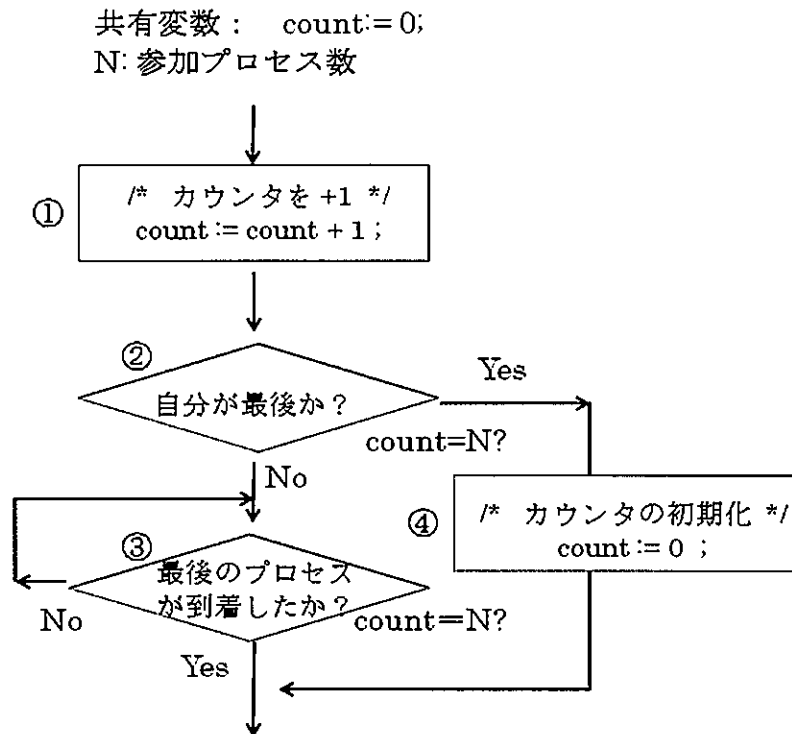 共有変数： count:= 0;
N: 参加プロセス数
①
/* カウンタを +1 */
count := count + 1 ;
②
自分が最後か？
Yes
count=N?
No
④
/* カウンタの初期化 */
count := 0 ;
③
最後のプロセス
が到着したか？
No
count＝N?
Yes